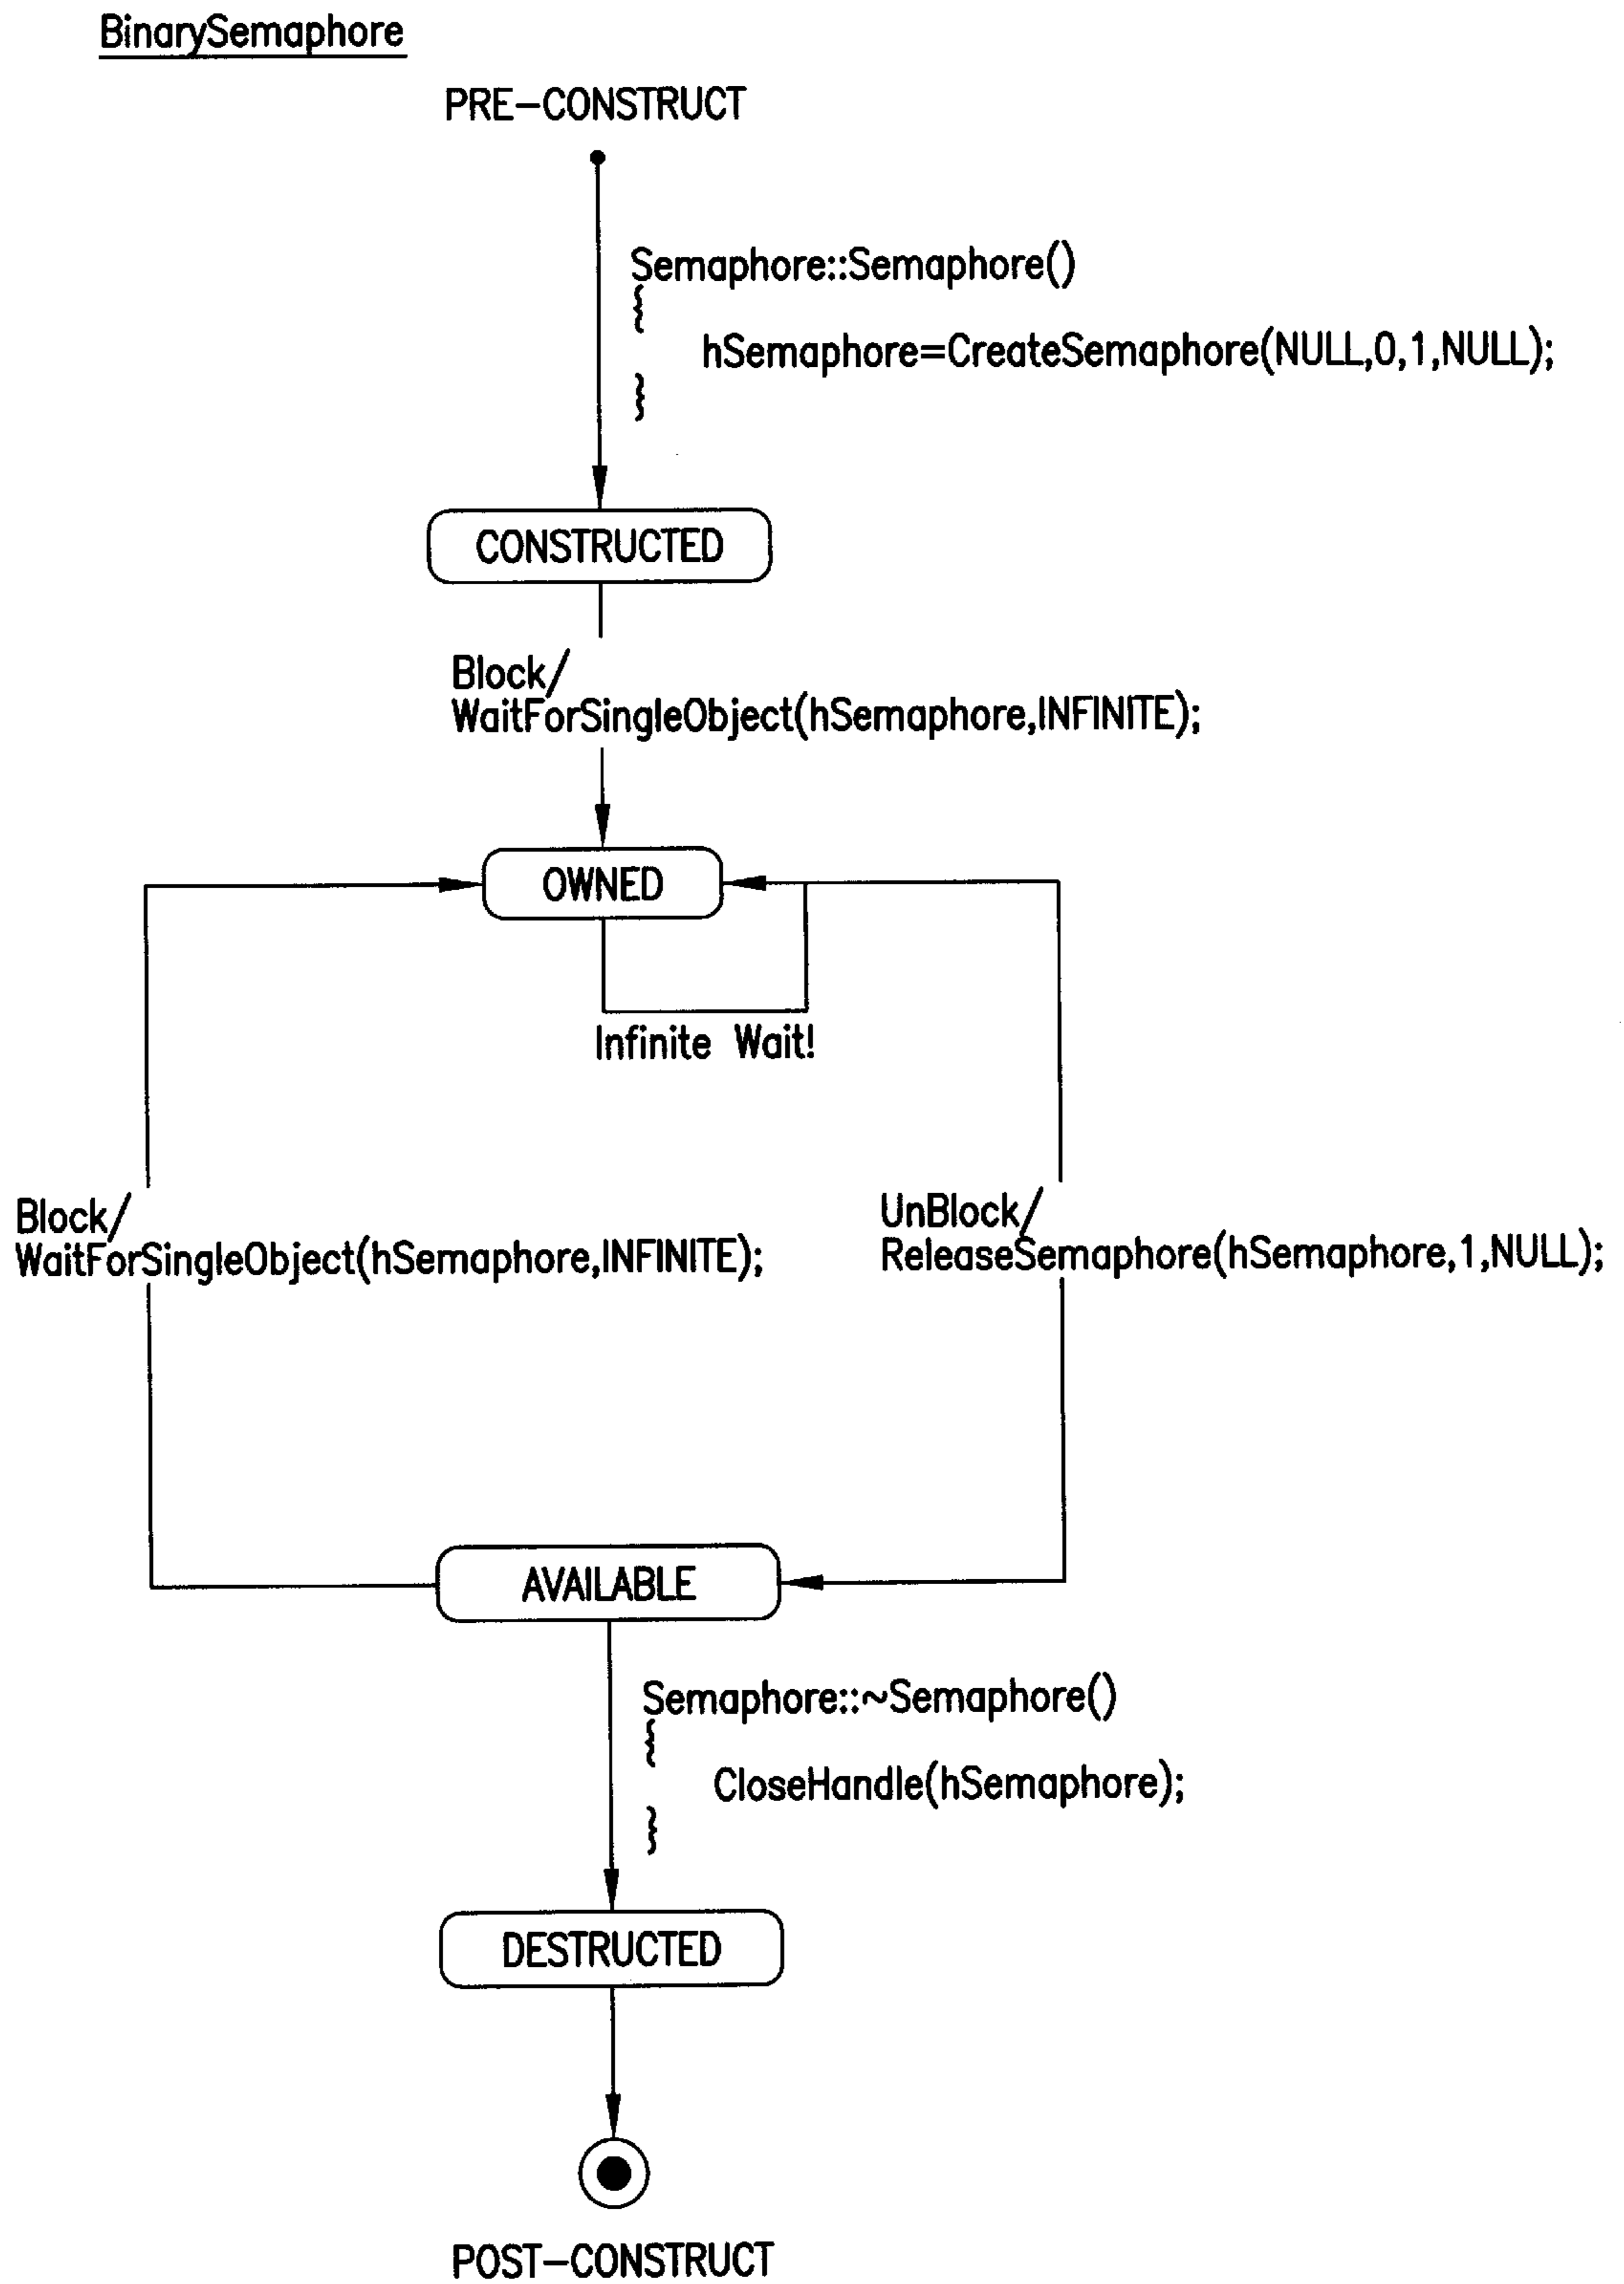 BinarySemaphore
PRE-CONSTRUCT
Semaphore::Semaphore()
{
hSemaphore=CreateSemaphore(NULL,0,1,NULL);
}
CONSTRUCTED
Block/
WaitForSingleObject(hSemaphore,INFINITE);
OWNED
Infinite Wait!
Block/
WaitForSingleObject(hSemaphore,INFINITE);
UnBlock/
ReleaseSemaphore(hSemaphore,1,NULL);
AVAILABLE
Semaphore::~Semaphore()
{
CloseHandle(hSemaphore);
}
DESTRUCTED
POST-CONSTRUCT